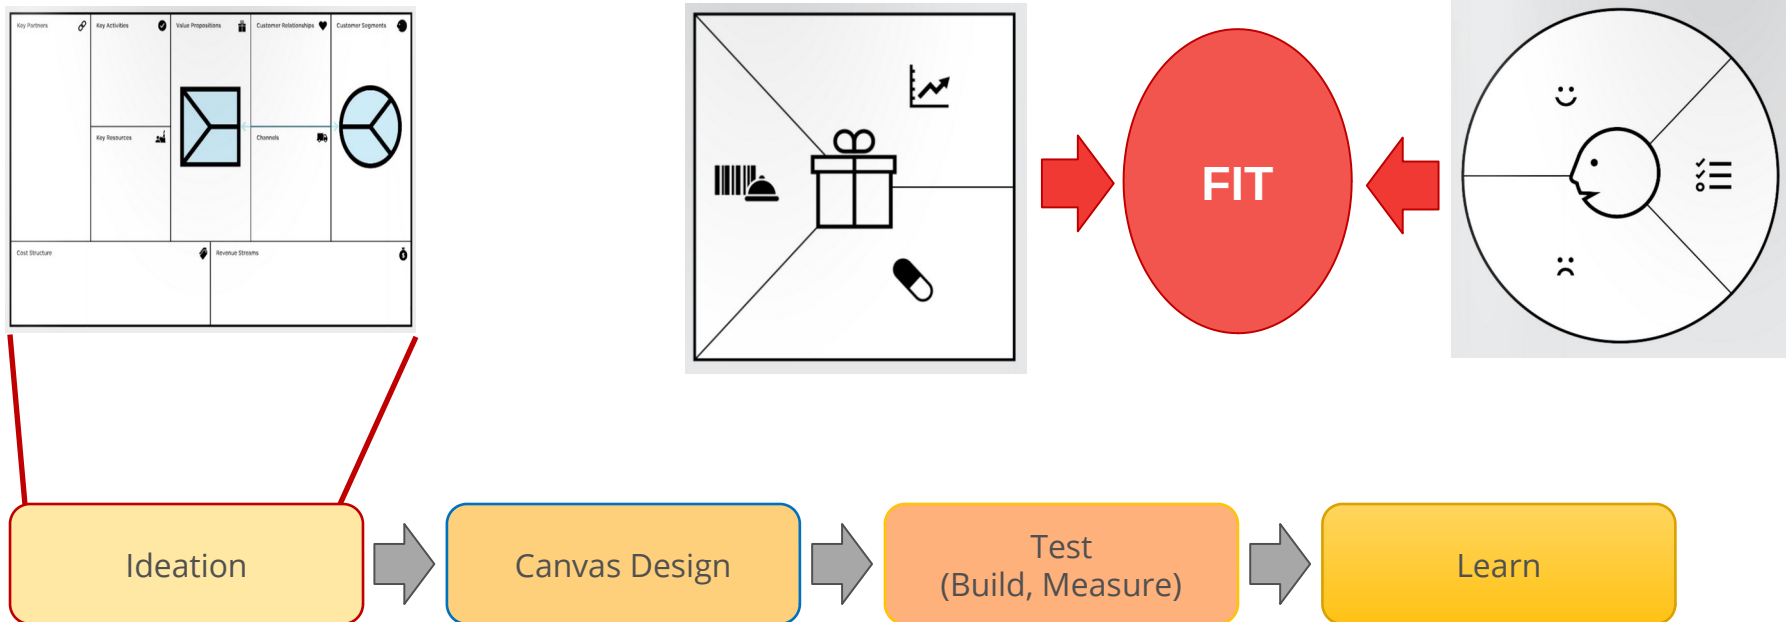 Key Partners
Key Activities
Value Propositions
Customer Relationships
Customer Segments
Key Resources
Channels
Cost Structure
Revenue Streams
FIT
Ideation
Canvas Design
Test
(Build, Measure)
Learn